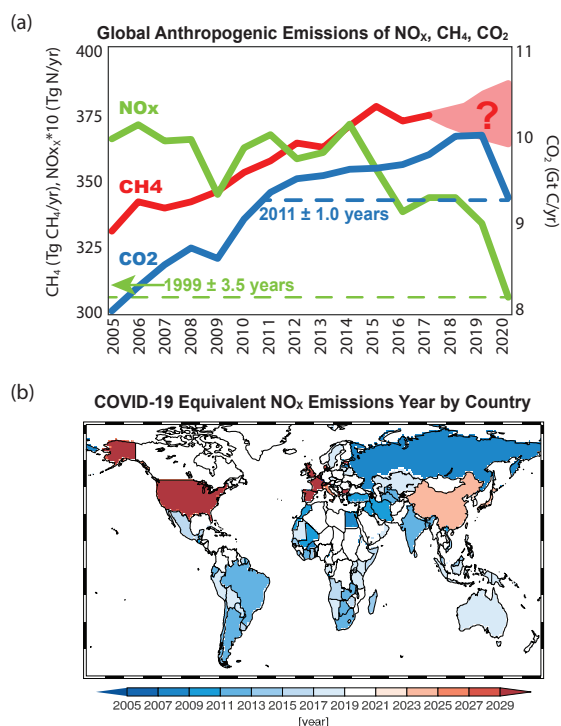 (a)
Global Anthropogenic Emissions of NOx, CH4, CO2
400
375
350
325
300
CH4 (Tg CH4/yr), NOxx*10 (Tg N/yr)
11
10
9
8
CO2 (Gt C/yr)
NOx
?
CH4
2011 ± 1.0 years
CO2
1999 ± 3.5 years
2005 2006 2007 2008 2009 2010 2011 2012 2013 2014 2015 2016 2017 2018 2019 2020
(b)
COVID-19 Equivalent NOx Emissions Year by Country
2005 2007 2009 2011 2013 2015 2017 2019 2021 2023 2025 2027 2029
[year]